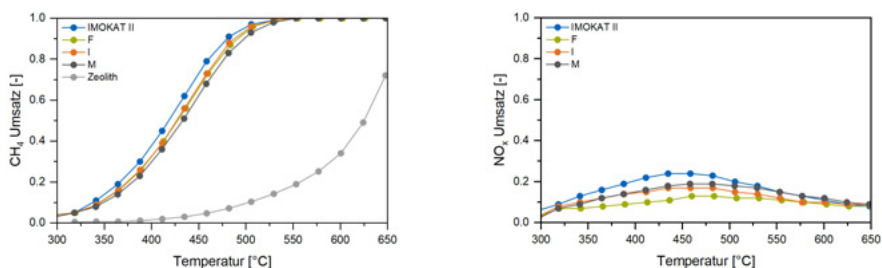 CH₄ Umsatz [-]
1.0
0.8
0.6
0.4
0.2
0.0
IMOKAT II
F
I
M
Zeolith
300 350 400 450 500 550 600 650
Temperatur [°C]
NOₓ Umsatz [-]
1.0
0.8
0.6
0.4
0.2
0.0
IMOKAT II
F
I
M
300 350 400 450 500 550 600 650
Temperatur [°C]